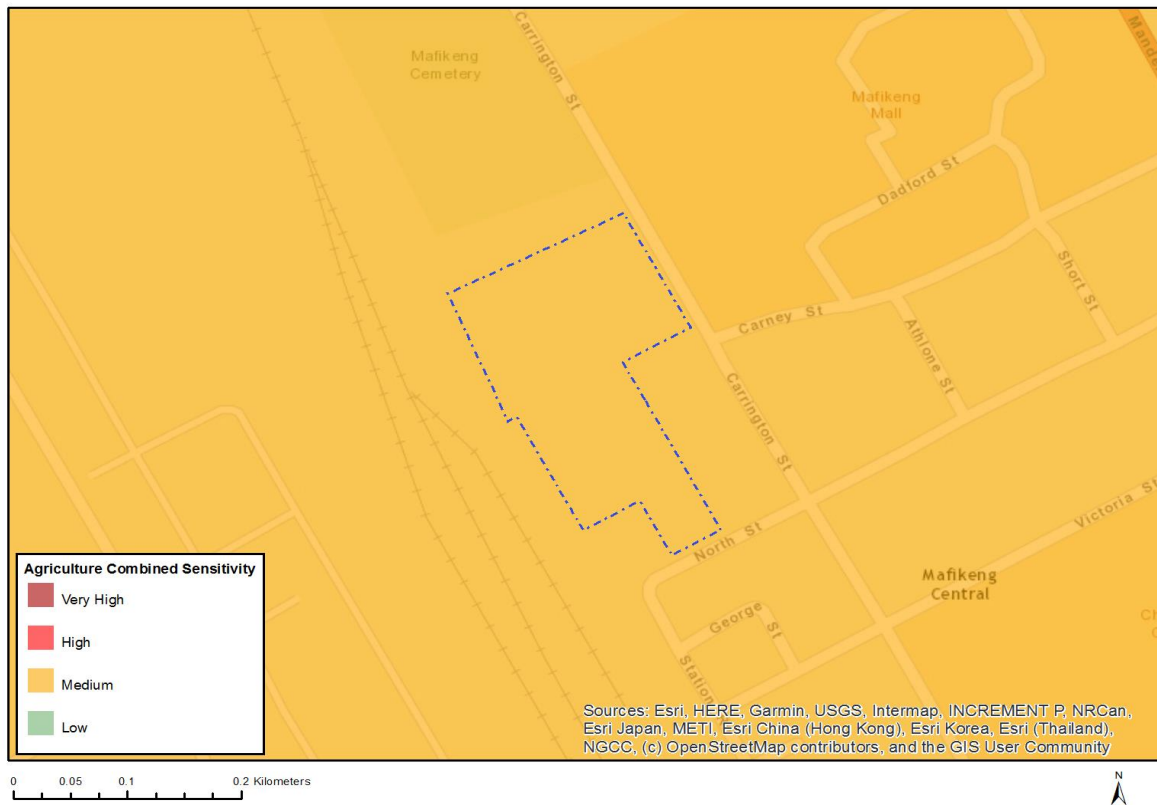 Mafikeng
Cemetery
Carrington St
Mafikeng
Mall
Dadford St
Short St
Carney St
Athlone St
Carrington St
Victoria St
North St
Mafikeng
Central
George St
Station
Agriculture Combined Sensitivity
Very High
High
Medium
Low
Sources: Esri, HERE, Garmin, USGS, Intermap, INCREMENT P, NRCan,
Esri Japan, METI, Esri China (Hong Kong), Esri Korea, Esri (Thailand),
NGCC, (c) OpenStreetMap contributors, and the GIS User Community
0 0.05 0.1 0.2 Kilometers
N